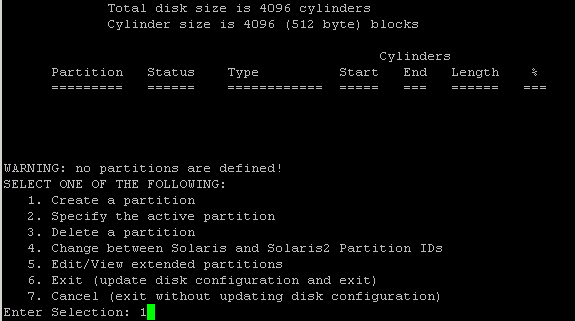 Total disk size is 4096 cylinders
Cylinder size is 4096 (512 byte) blocks
Cylinders
Partition Status Type Start End Length %
========= ====== ============ ===== === ====== ===
WARNING: no partitions are defined!
SELECT ONE OF THE FOLLOWING:
1. Create a partition
2. Specify the active partition
3. Delete a partition
4. Change between Solaris and Solaris2 Partition IDs
5. Edit/View extended partitions
6. Exit (update disk configuration and exit)
7. Cancel (exit without updating disk configuration)
Enter Selection: 1